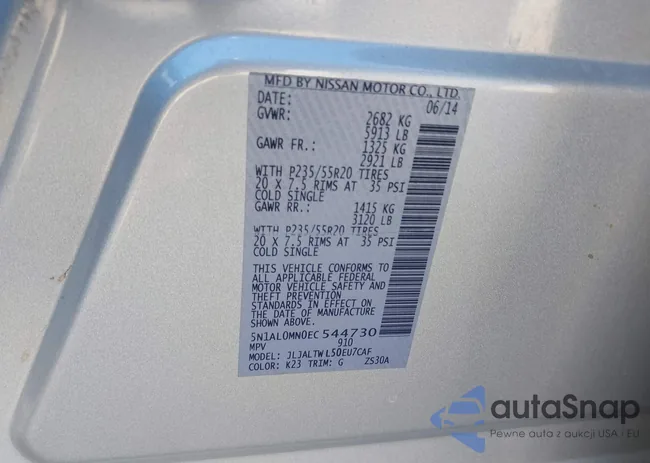 MFD BY NISSAN MOTOR CO., LTD.
DATE: 06/14
GVWR: 2682 KG
5913 LB
GAWR FR.: 1325 KG
2921 LB
WITH P235/55R20 TIRES
20 X 7.5 RIMS AT 35 PSI
COLD SINGLE
GAWR RR.: 1415 KG
3120 LB
WITH P235/55R20 TIRES
20 X 7.5 RIMS AT 35 PSI
COLD SINGLE
THIS VEHICLE CONFORMS TO
ALL APPLICABLE FEDERAL
MOTOR VEHICLE SAFETY AND
THEFT PREVENTION
STANDARDS IN EFFECT ON
THE DATE OF MANUFACTURE
SHOWN ABOVE.
5N1AL0MN0EC544730
MPV 910
MODEL: JLJALTWL50EU7CAF
COLOR: K23 TRIM: G ZS30A
autaSnap
Pewne auta z aukcji USA - EU